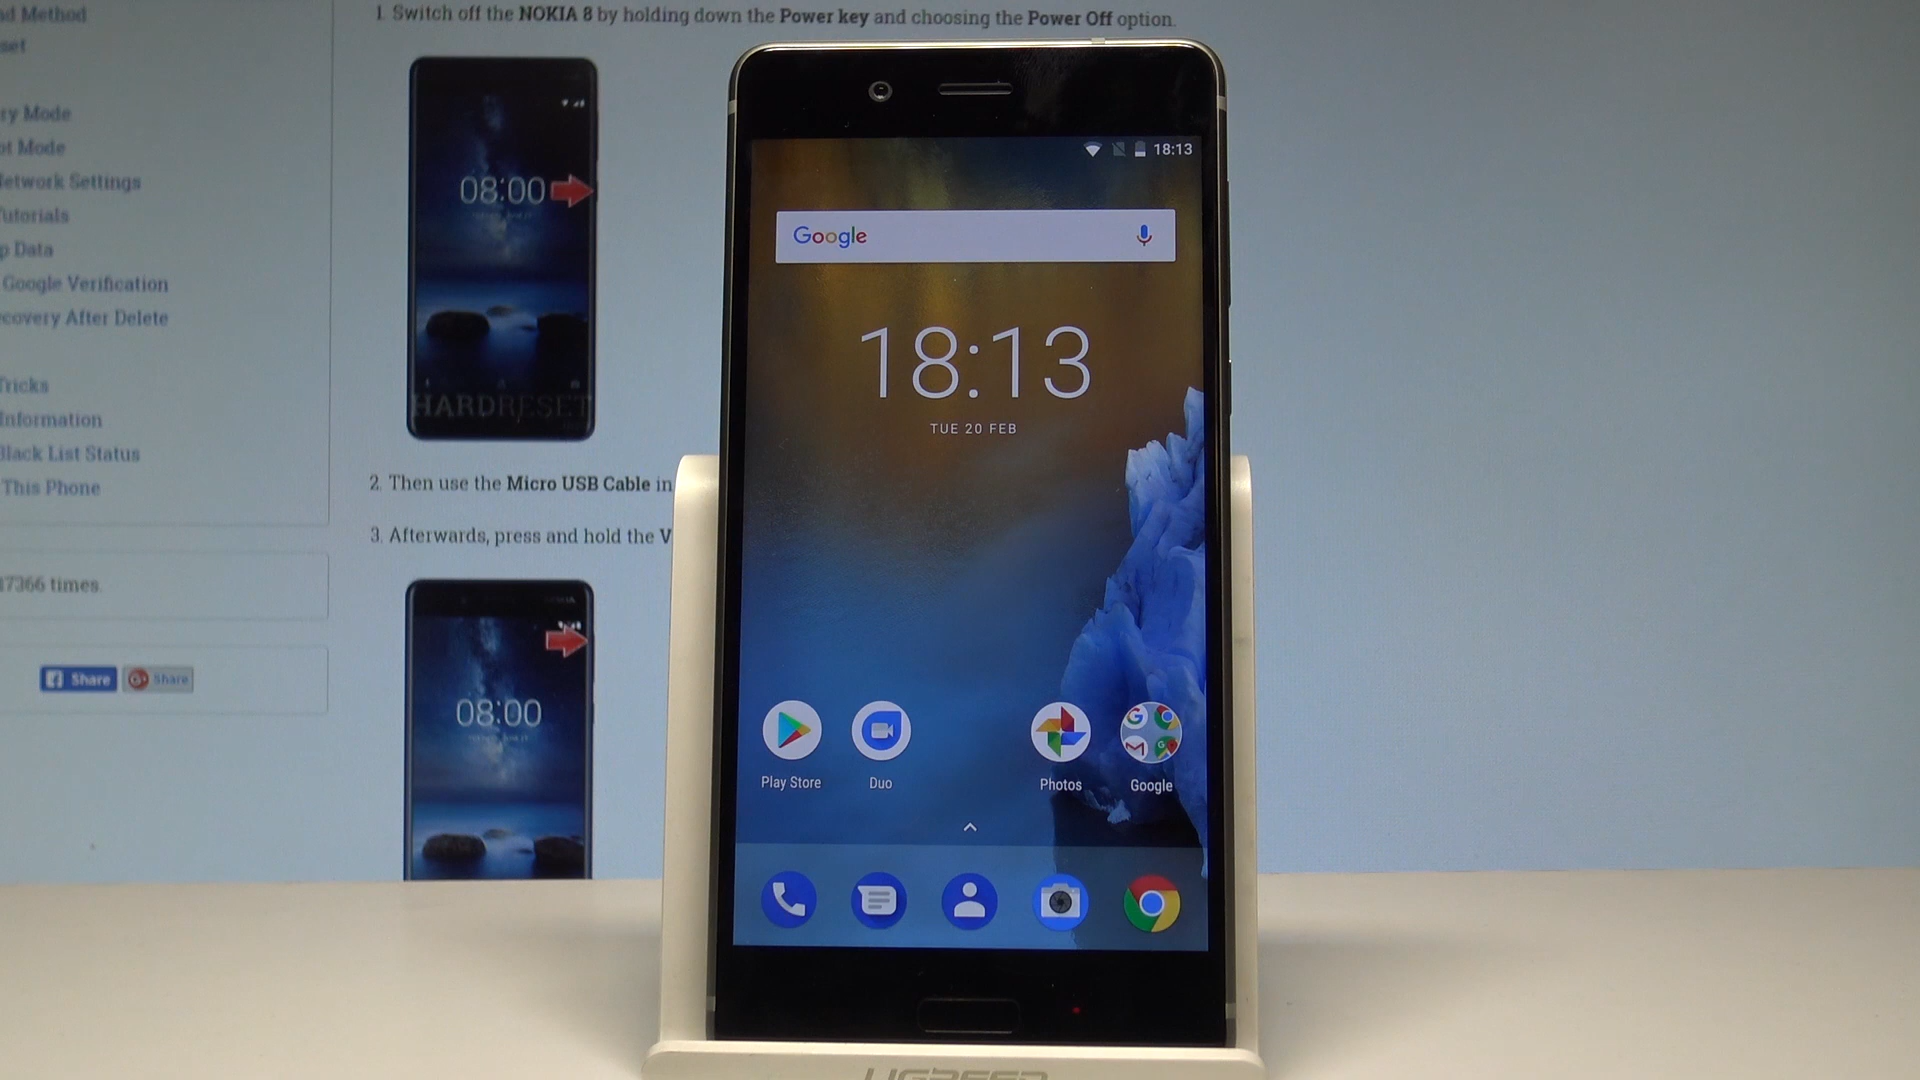 1. Switch off the NOKIA 8 by holding down the Power key and choosing the Power Off option.
Method
ry Mode
ot Mode
Network Settings
Tutorials
p Data
Google Verification
covery After Delete
Tricks
Information
Black List Status
This Phone
17366 times.
Share
Share
08:00
HARDRESET
2. Then use the Micro USB Cable in
3. Afterwards, press and hold the V
08:00
18:13
Google
18:13
TUE 20 FEB
Play Store
Duo
Photos
Google
UGREEN